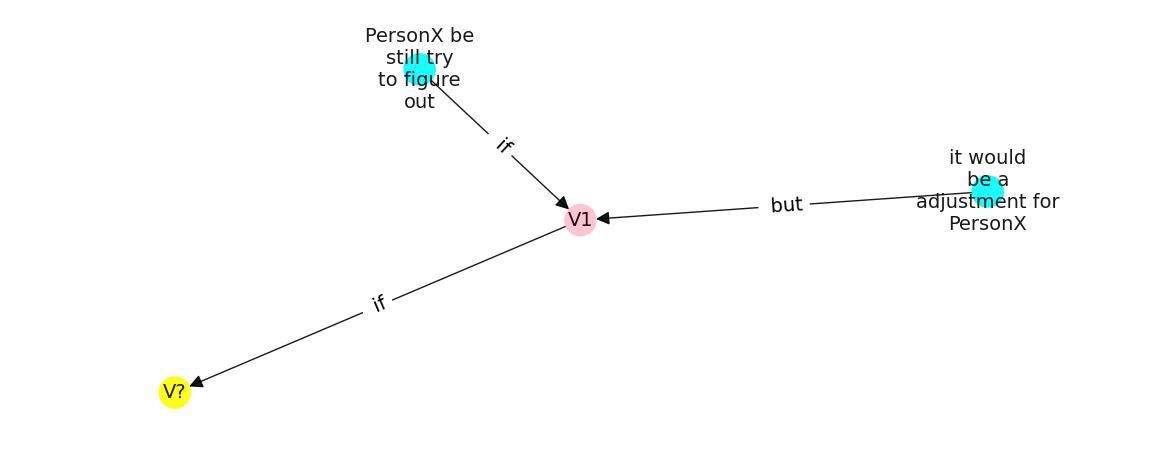 PersonX be
still try
to figure
out
if
it would
be a
adjustment for
PersonX
but
V1
if
V?